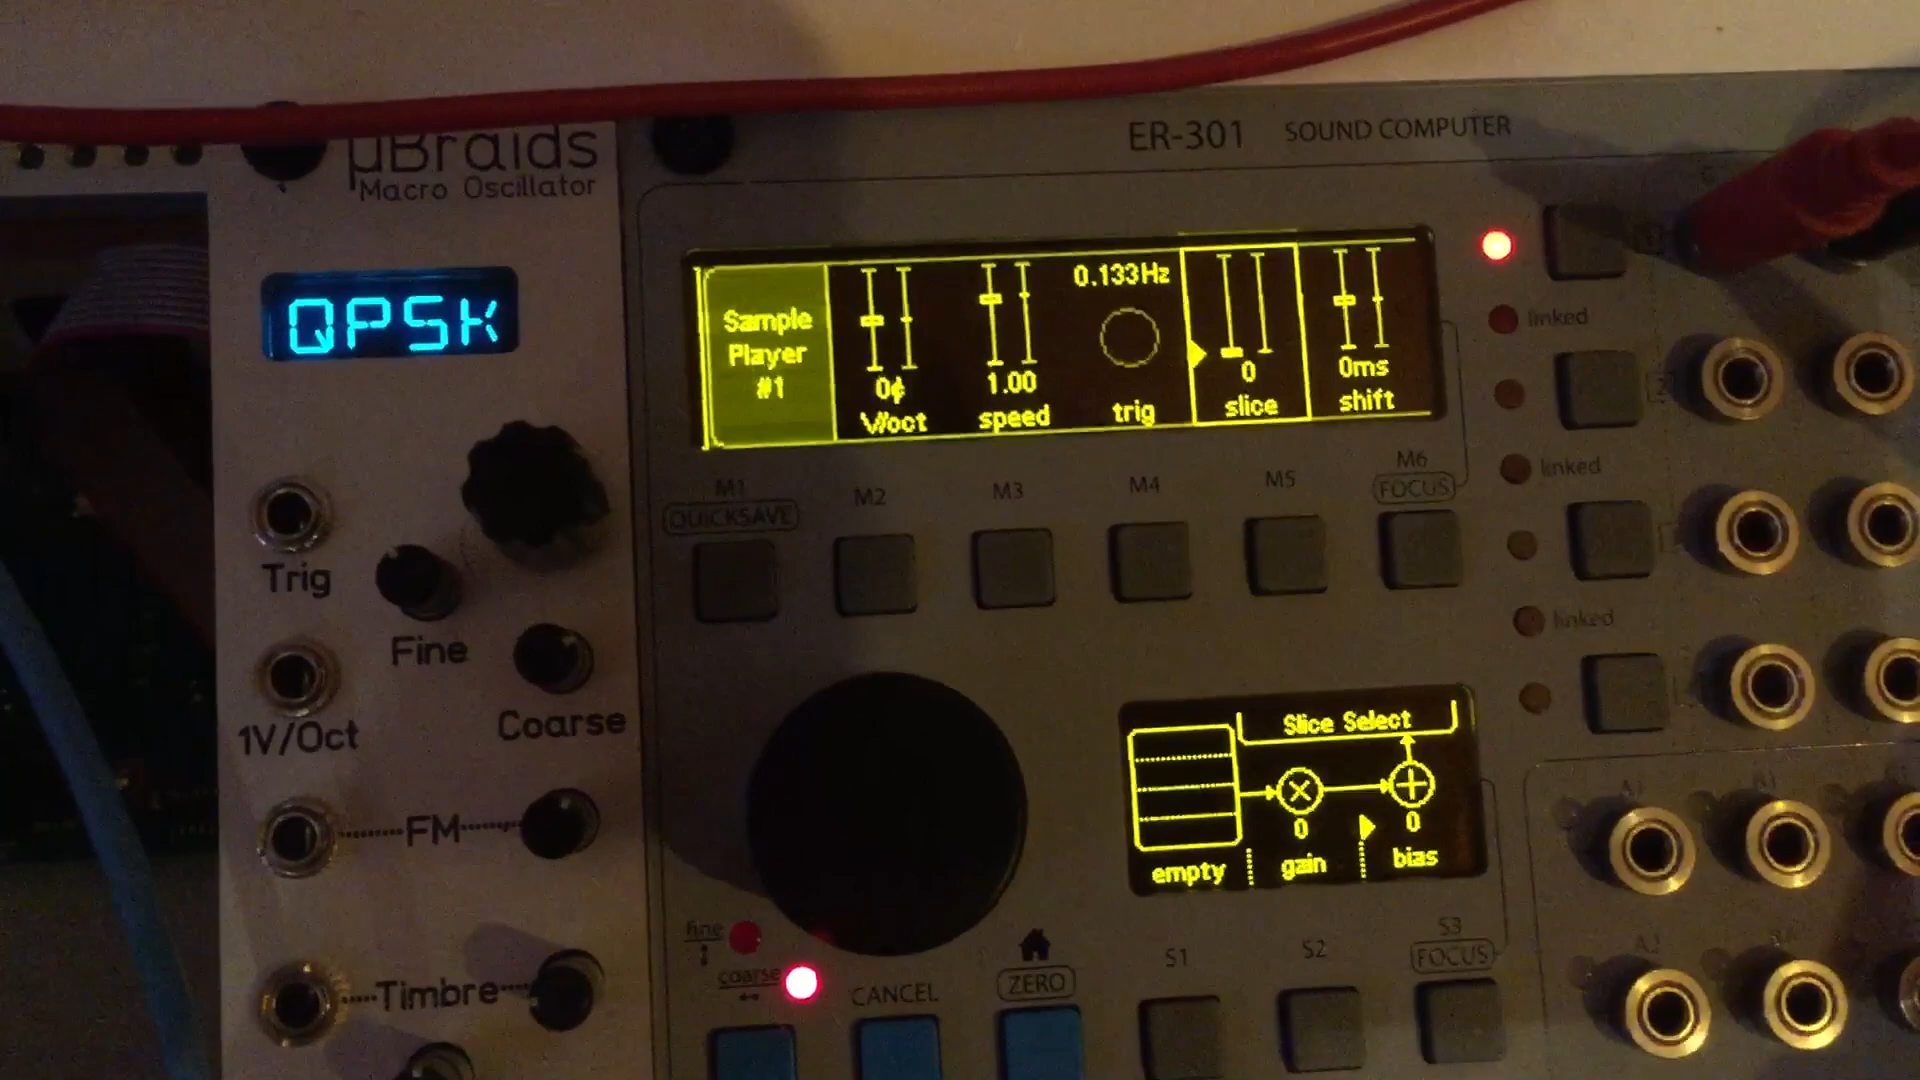 µBraids
Macro Oscillator
QPSK
Trig
Fine
1V/Oct
Coarse
FM
Timbre
ER-301 SOUND COMPUTER
Sample
Player
#1
0¢
V/oct
1.00
speed
0.133Hz
trig
0
slice
0ms
shift
linked
linked
linked
M1
QUICKSAVE
M2
M3
M4
M5
M6
FOCUS
Slice Select
0
0
empty
gain
bias
fine
coarse
CANCEL
ZERO
S1
S2
S3
FOCUS